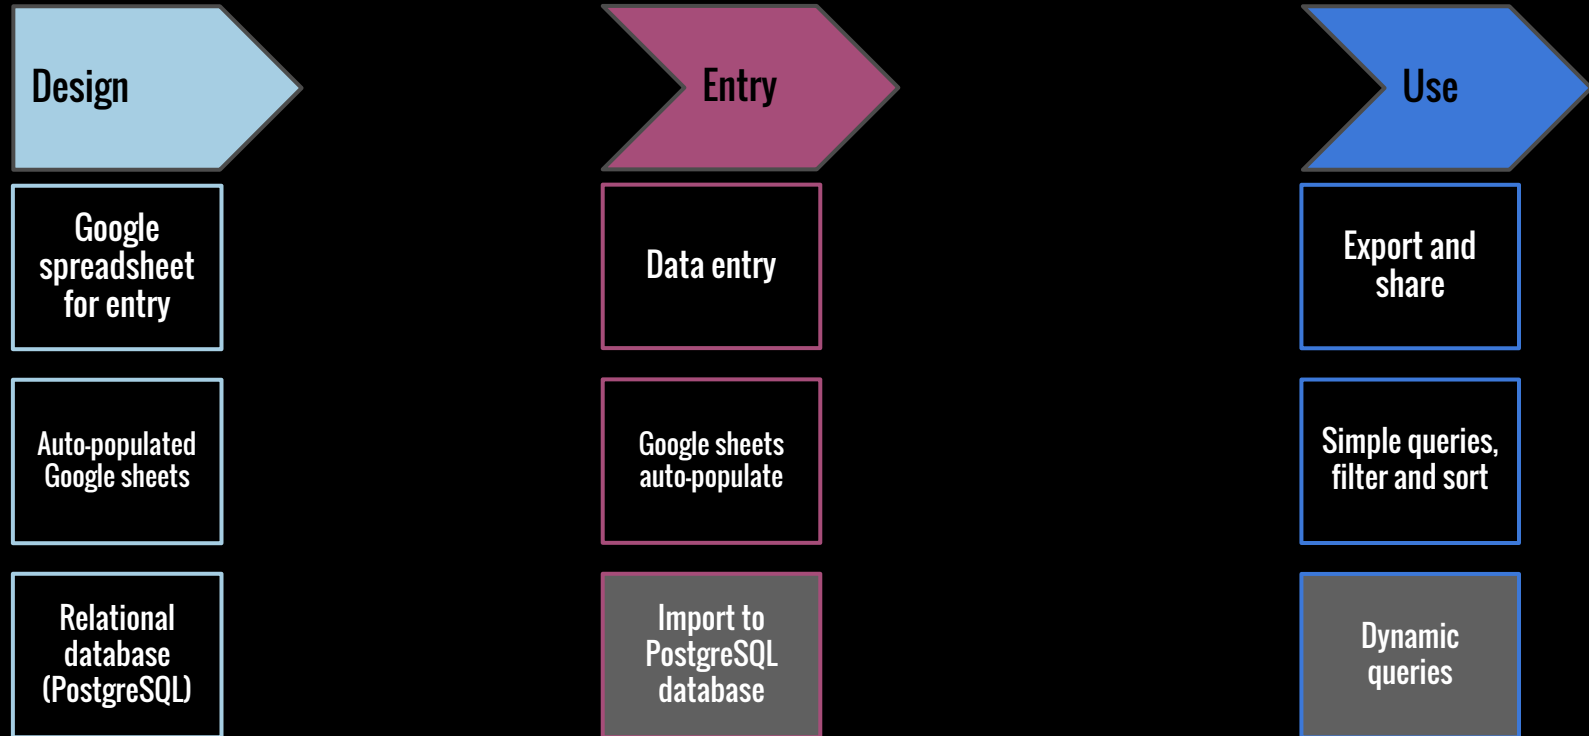 Design
Entry
Use
Google
spreadsheet
for entry
Data entry
Export and
share
Auto-populated
Google sheets
Google sheets
auto-populate
Simple queries,
filter and sort
Relational
database
(PostgreSQL)
Import to
PostgreSQL
database
Dynamic
queries